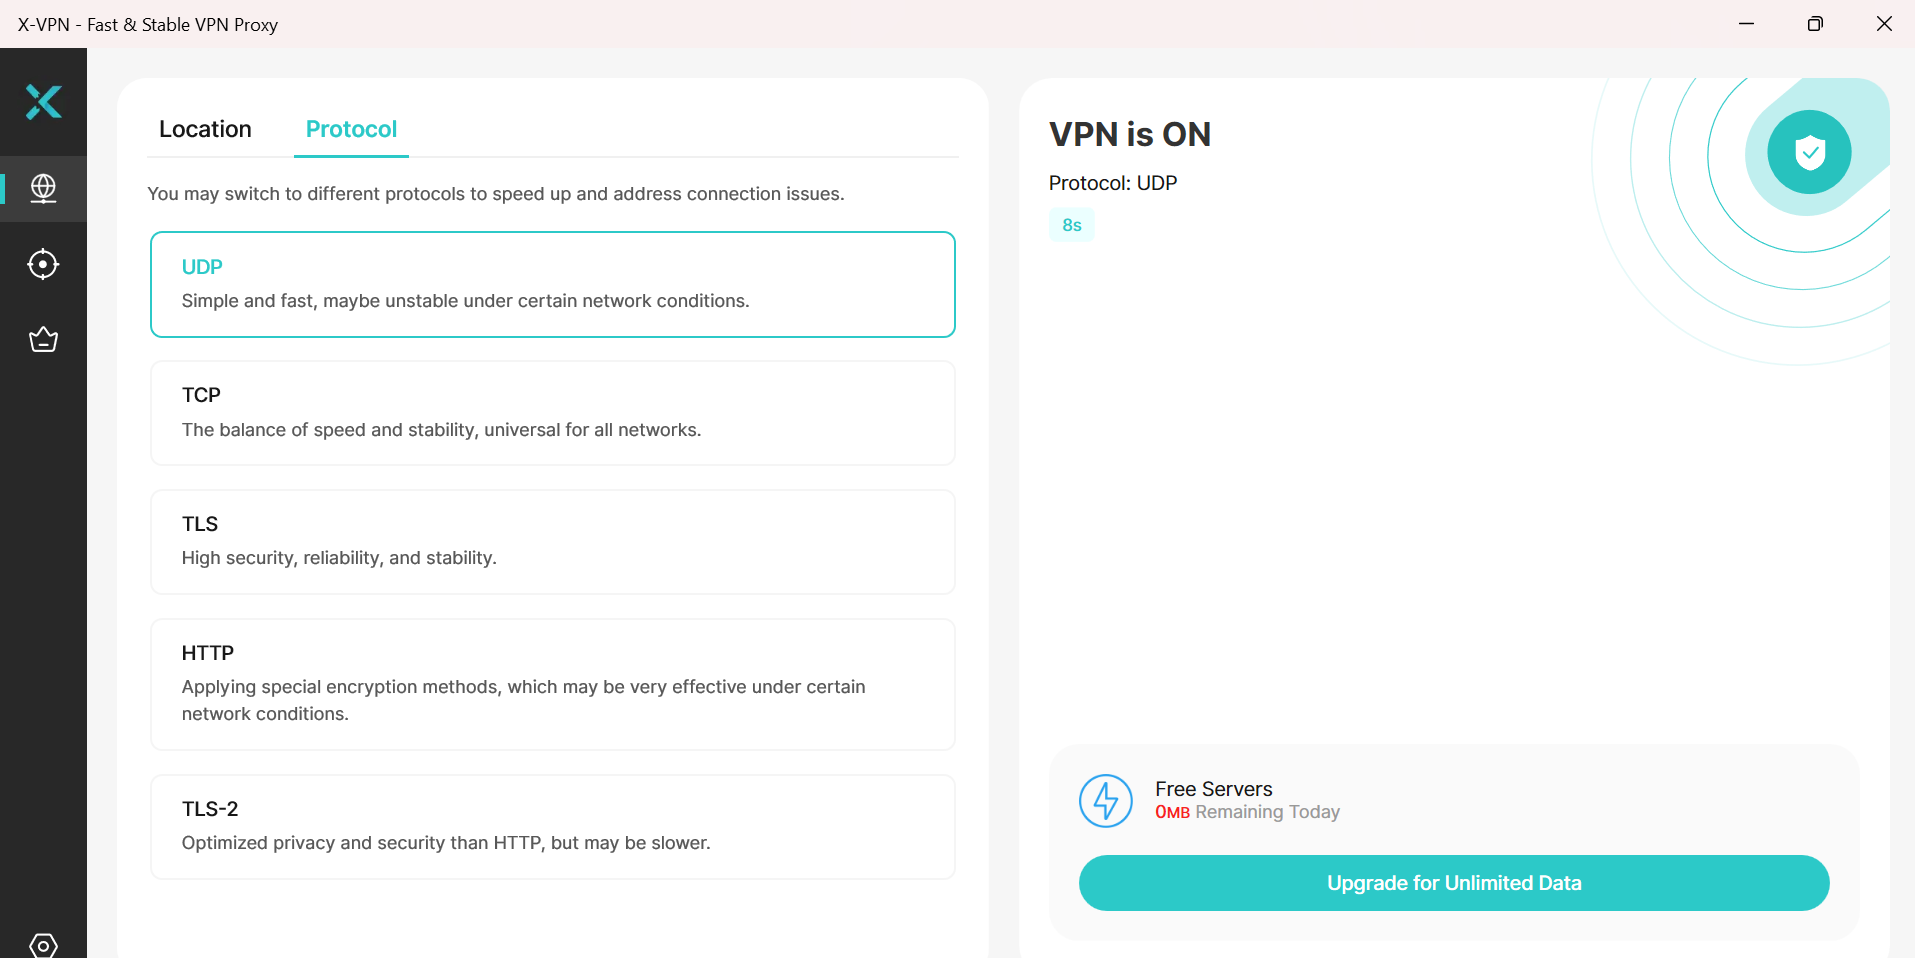 X-VPN - Fast & Stable VPN Proxy
Location
Protocol
You may switch to different protocols to speed up and address connection issues.
UDP
Simple and fast, maybe unstable under certain network conditions.
TCP
The balance of speed and stability, universal for all networks.
TLS
High security, reliability, and stability.
HTTP
Applying special encryption methods, which may be very effective under certain
network conditions.
TLS-2
Optimized privacy and security than HTTP, but may be slower.
VPN is ON
Protocol: UDP
8s
Free Servers
0MB Remaining Today
Upgrade for Unlimited Data